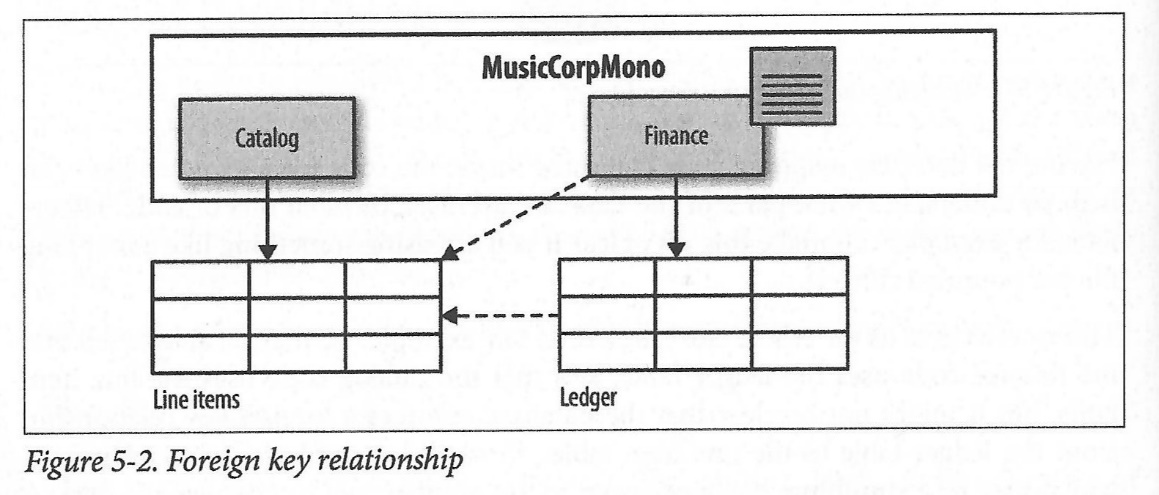 MusicCorpMono
Catalog
Finance
Line items
Ledger
Figure 5-2. Foreign key relationship